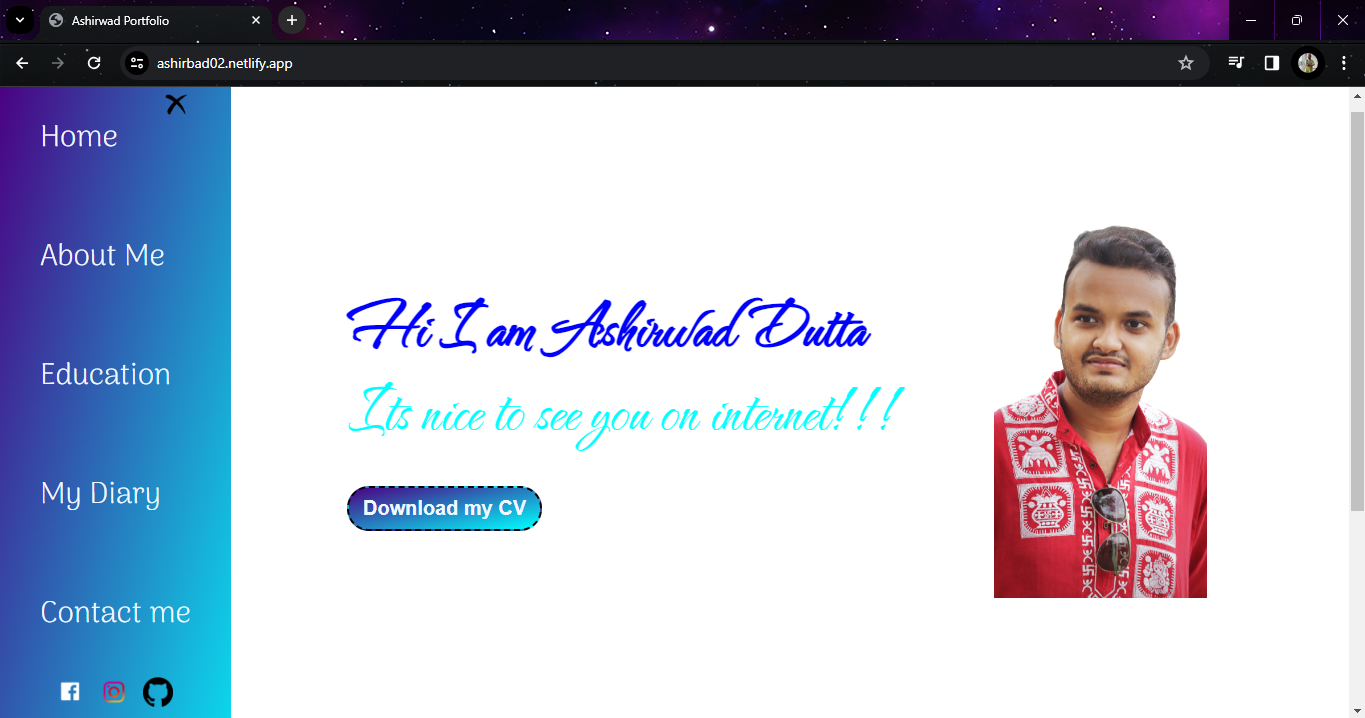 Ashirwad Portfolio
ashirbad02.netlify.app
Home
About Me
Education
My Diary
Contact me
Hi I am Ashirwad Dutta
Its nice to see you on internet!!!
Download my CV